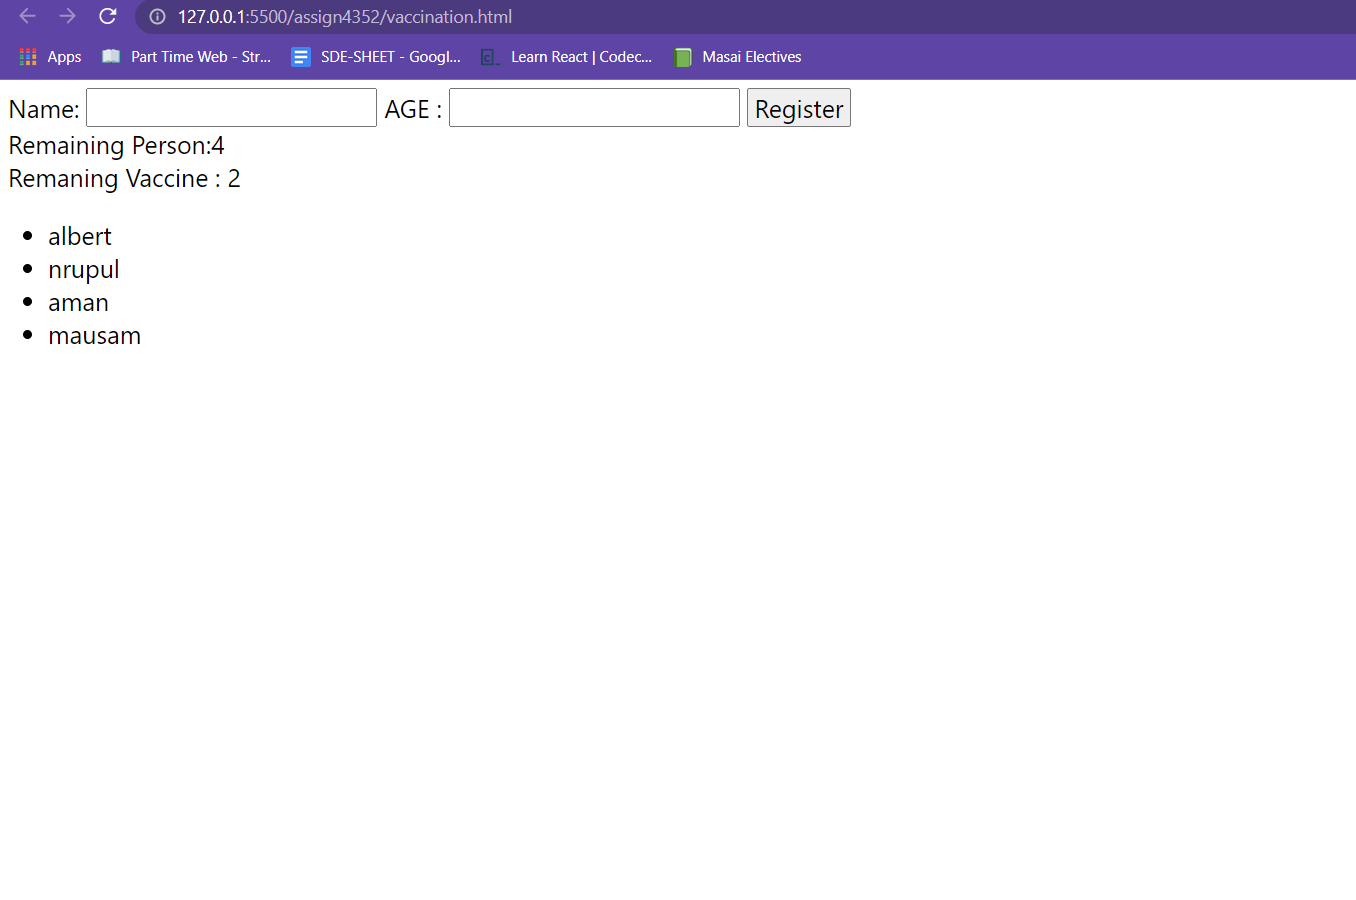 127.0.0.1:5500/assign4352/vaccination.html
Apps Part Time Web - Str... SDE-SHEET - Googl... Learn React | Codec... Masai Electives
Name: AGE : Register
Remaining Person:4
Remaning Vaccine : 2
albert
nrupul
aman
mausam